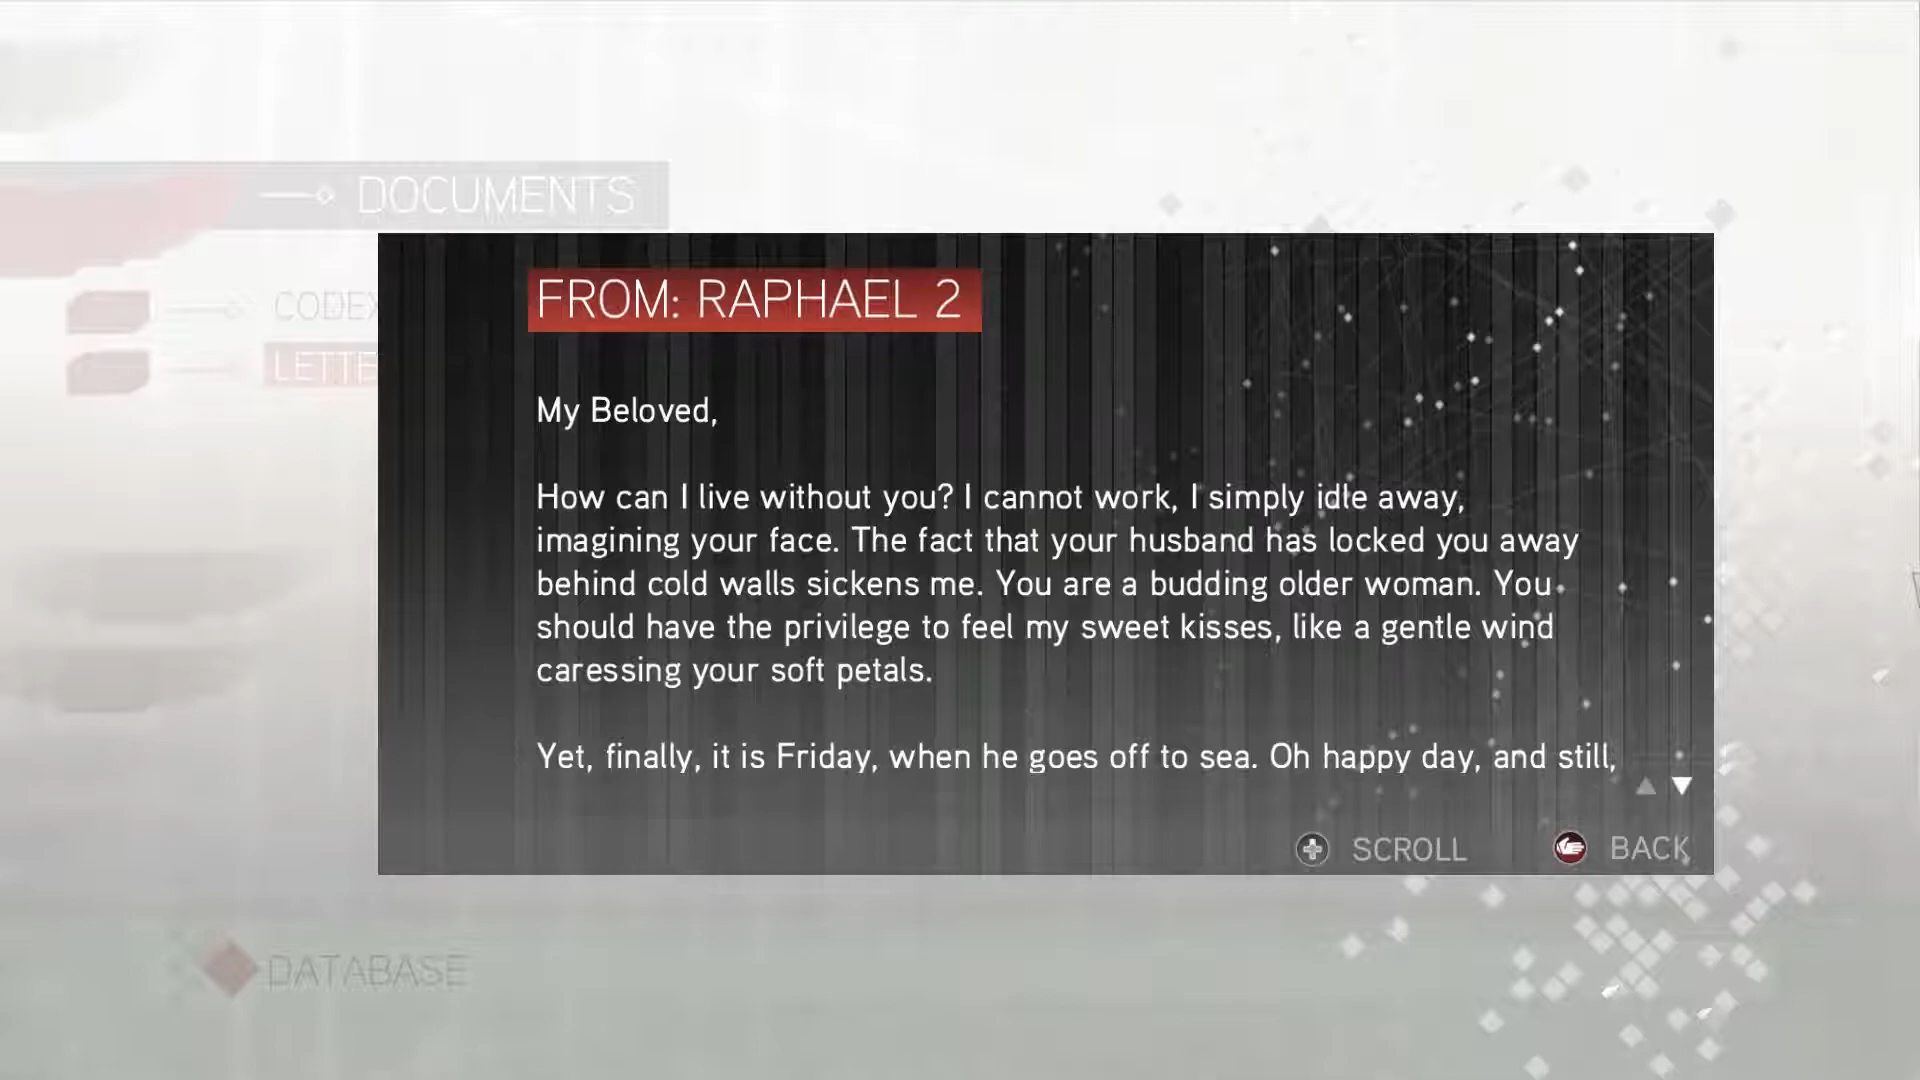 DOCUMENTS
FROM: RAPHAEL 2
CODEX
LETTE
My Beloved,
How can I live without you? I cannot work, I simply idle away,
imagining your face. The fact that your husband has locked you away
behind cold walls sickens me. You are a budding older woman. You
should have the privilege to feel my sweet kisses, like a gentle wind
caressing your soft petals.
Yet, finally, it is Friday, when he goes off to sea. Oh happy day, and still,
SCROLL BACK
DATABASE